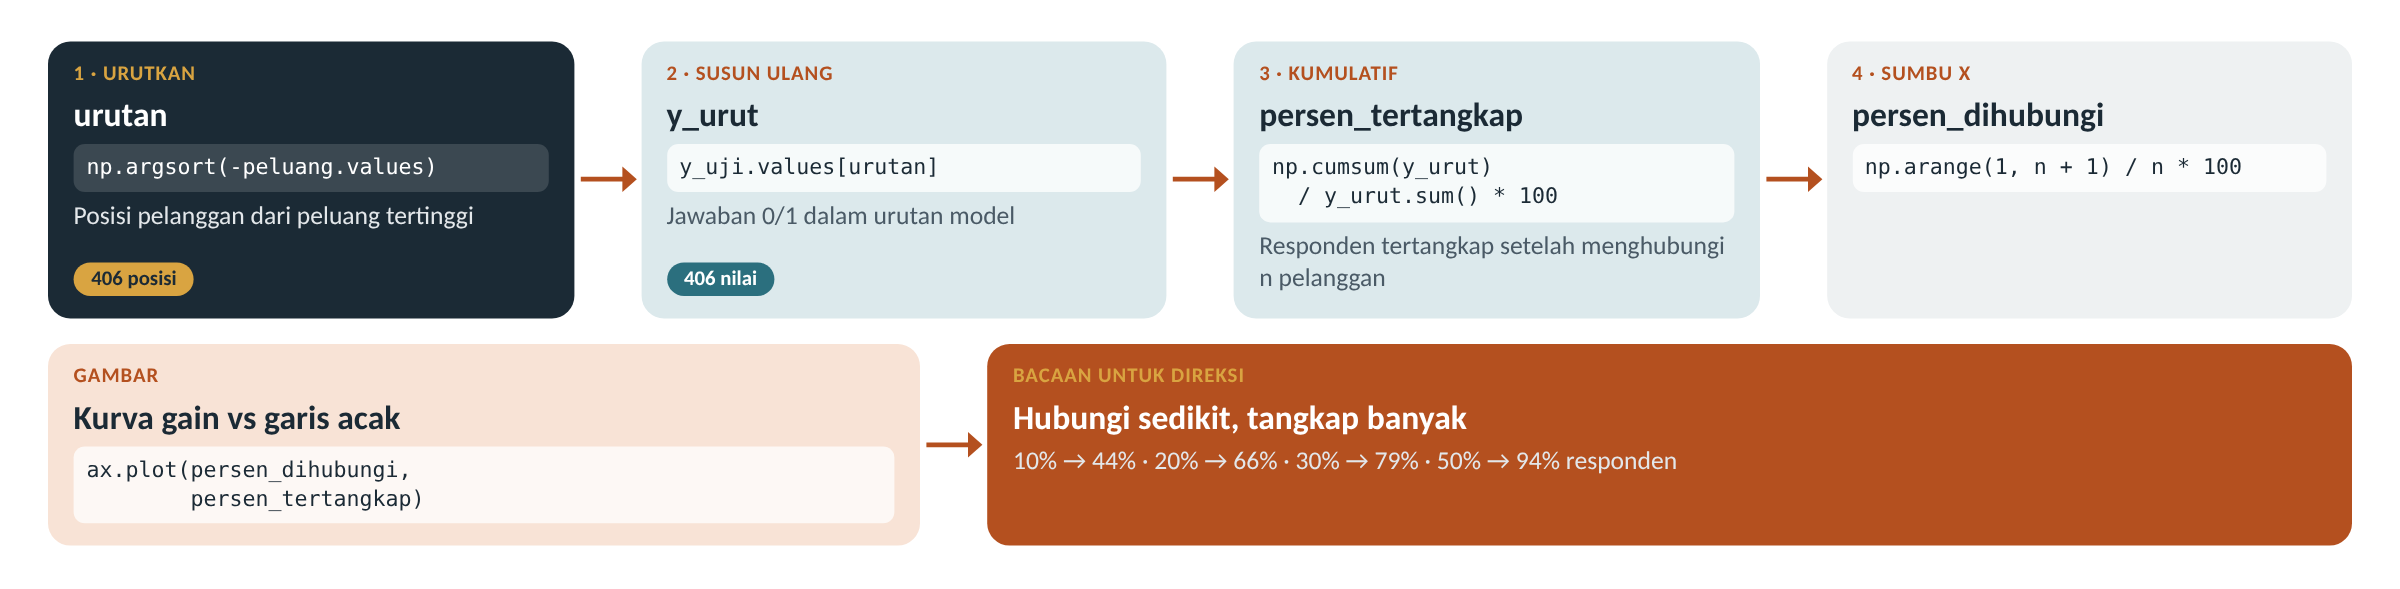 1 · URUTKAN
urutan
np.argsort(-peluang.values)
Posisi pelanggan dari peluang tertinggi
406 posisi
2 · SUSUN ULANG
y_urut
y_uji.values[urutan]
Jawaban 0/1 dalam urutan model
406 nilai
3 · KUMULATIF
persen_tertangkap
np.cumsum(y_urut)
  / y_urut.sum() * 100
Responden tertangkap setelah menghubungi
n pelanggan
4 · SUMBU X
persen_dihubungi
np.arange(1, n + 1) / n * 100
GAMBAR
Kurva gain vs garis acak
ax.plot(persen_dihubungi,
        persen_tertangkap)
BACAAN UNTUK DIREKSI
Hubungi sedikit, tangkap banyak
10% → 44% · 20% → 66% · 30% → 79% · 50% → 94% responden